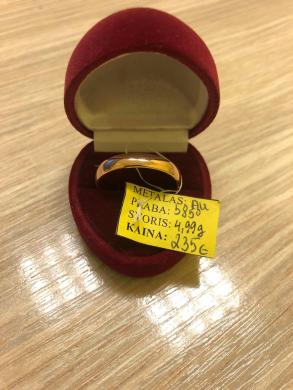 METALAS: Au
PRABA: 585°
SVORIS: 4,99g
KAINA: 235€